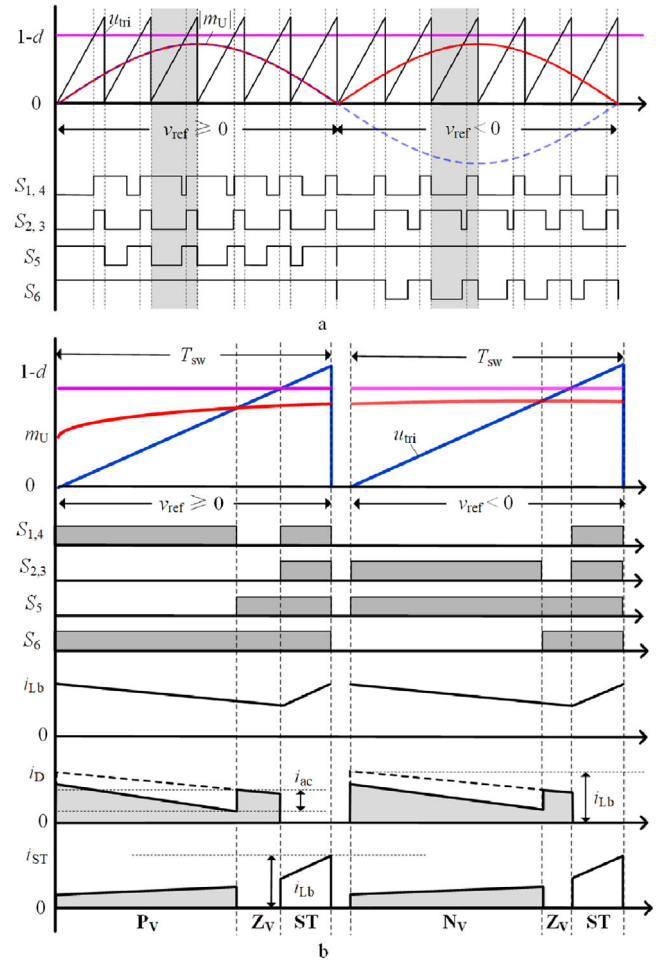 1-d u_tri m_U
0
v_ref ⩾ 0 v_ref < 0
S_1,4
S_2,3
S_5
S_6
a
T_sw T_sw
1-d
m_U
u_tri
0
v_ref ⩾ 0 v_ref < 0
S_1,4
S_2,3
S_5
S_6
i_Lb
0
i_D i_ac
i_Lb
0
i_ST
i_Lb
0
P_V Z_V ST N_V Z_V ST
b